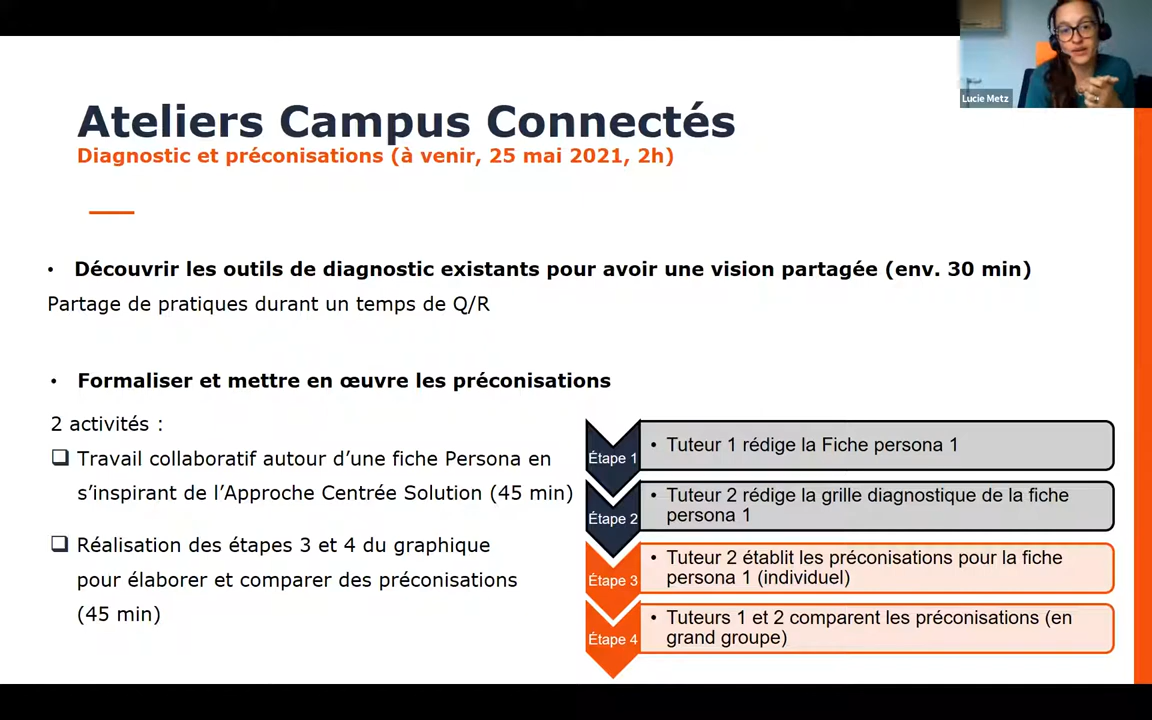 Lucie Metz
Ateliers Campus Connectés
Diagnostic et préconisations (à venir, 25 mai 2021, 2h)
• Découvrir les outils de diagnostic existants pour avoir une vision partagée (env. 30 min)
Partage de pratiques durant un temps de Q/R
• Formaliser et mettre en œuvre les préconisations
2 activités :
❑ Travail collaboratif autour d’une fiche Persona en
s’inspirant de l’Approche Centrée Solution (45 min)
❑ Réalisation des étapes 3 et 4 du graphique
pour élaborer et comparer des préconisations
(45 min)
Étape 1
• Tuteur 1 rédige la Fiche persona 1
Étape 2
• Tuteur 2 rédige la grille diagnostique de la fiche
persona 1
Étape 3
• Tuteur 2 établit les préconisations pour la fiche
persona 1 (individuel)
Étape 4
• Tuteurs 1 et 2 comparent les préconisations (en
grand groupe)